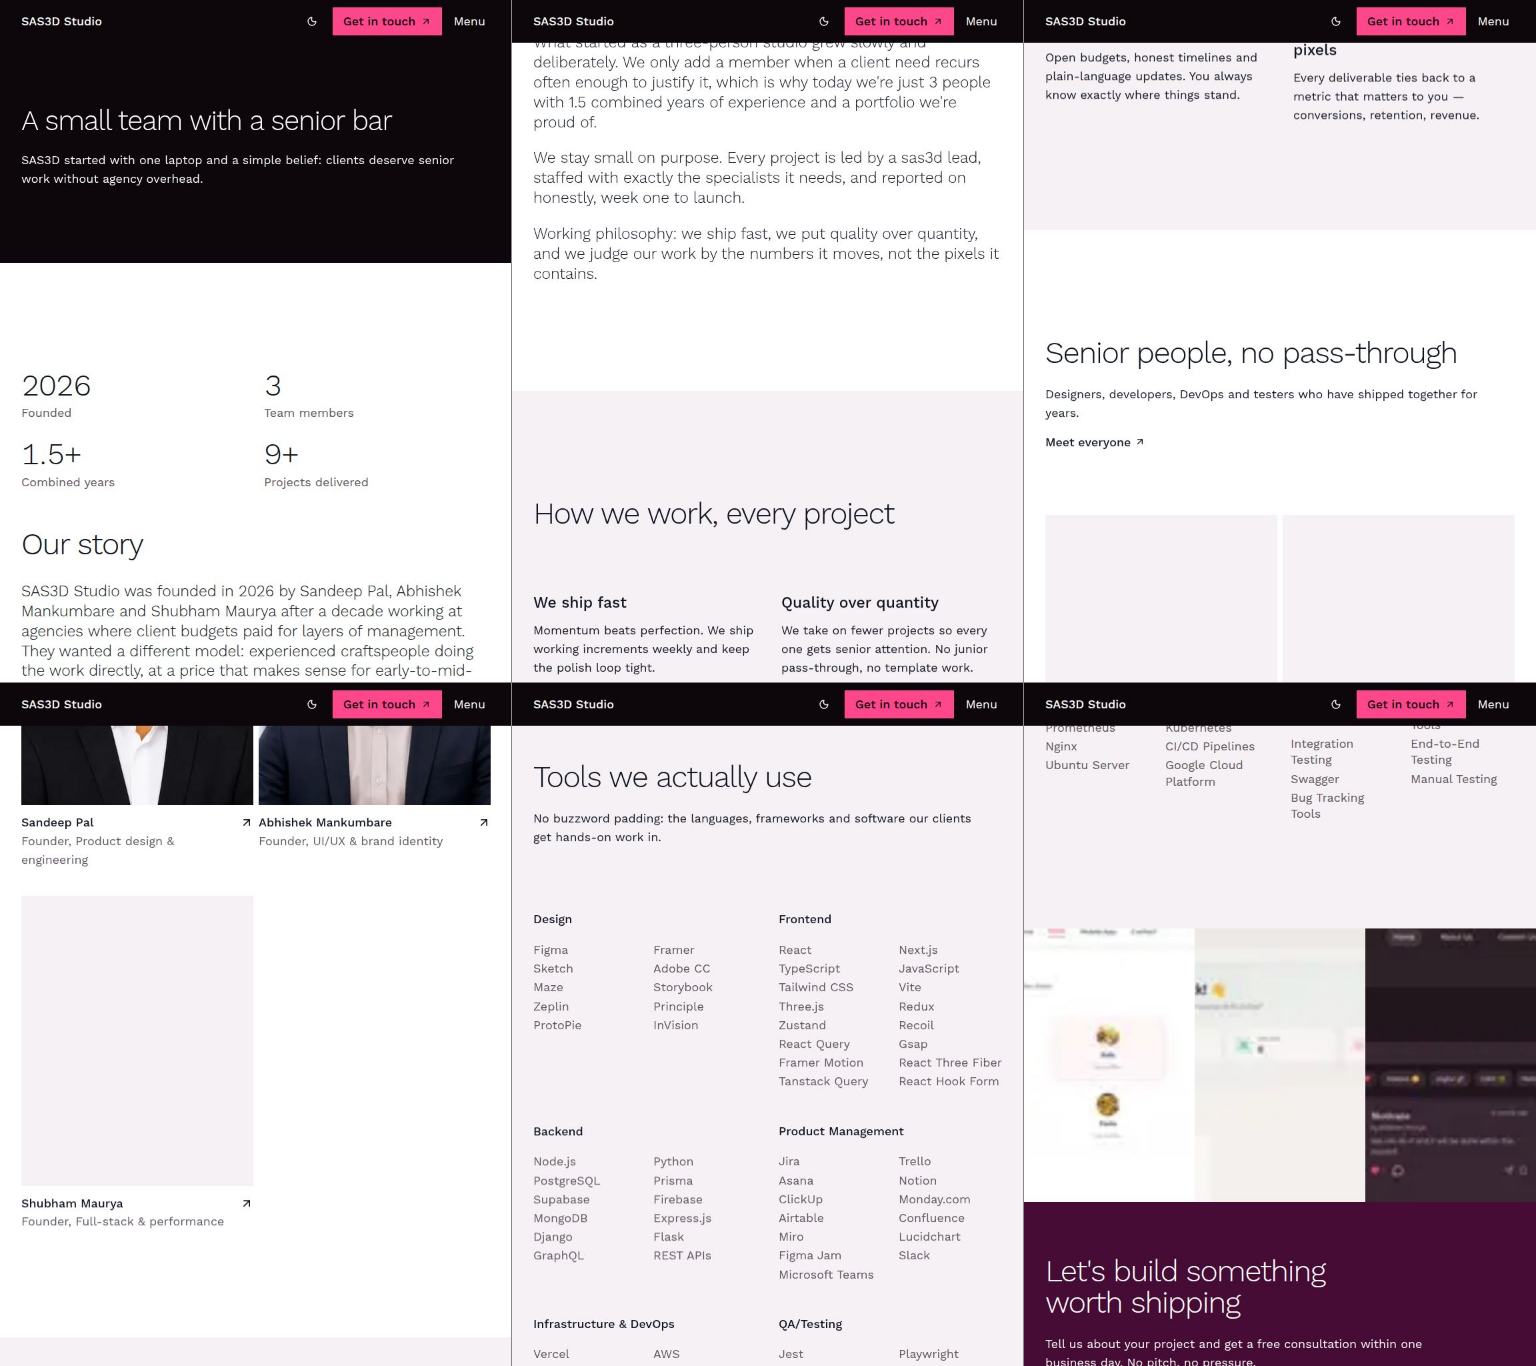 SAS3D Studio
Get in touch
Menu
A small team with a senior bar
SAS3D started with one laptop and a simple belief: clients deserve senior
work without agency overhead.
2026
Founded
3
Team members
1.5+
Combined years
9+
Projects delivered
Our story
SAS3D Studio was founded in 2026 by Sandeep Pal, Abhishek
Mankumbare and Shubham Maurya after a decade working at
agencies where client budgets paid for layers of management.
They wanted a different model: experienced craftspeople doing
the work directly, at a price that makes sense for early-to-mid-
SAS3D Studio
Get in touch
Menu
What started as a three-person studio grew slowly and
deliberately. We only add a member when a client need recurs
often enough to justify it, which is why today we're just 3 people
with 1.5 combined years of experience and a portfolio we're
proud of.
We stay small on purpose. Every project is led by a sas3d lead,
staffed with exactly the specialists it needs, and reported on
honestly, week one to launch.
Working philosophy: we ship fast, we put quality over quantity,
and we judge our work by the numbers it moves, not the pixels it
contains.
How we work, every project
We ship fast
Momentum beats perfection. We ship
working increments weekly and keep
the polish loop tight.
Quality over quantity
We take on fewer projects so every
one gets senior attention. No junior
pass-through, no template work.
SAS3D Studio
Get in touch
Menu
Open budgets, honest timelines and
plain-language updates. You always
know exactly where things stand.
pixels
Every deliverable ties back to a
metric that matters to you —
conversions, retention, revenue.
Senior people, no pass-through
Designers, developers, DevOps and testers who have shipped together for
years.
Meet everyone
SAS3D Studio
Get in touch
Menu
Sandeep Pal
Founder, Product design &
engineering
Abhishek Mankumbare
Founder, UI/UX & brand identity
Shubham Maurya
Founder, Full-stack & performance
SAS3D Studio
Get in touch
Menu
Tools we actually use
No buzzword padding: the languages, frameworks and software our clients
get hands-on work in.
Design
Figma
Framer
Sketch
Adobe CC
Maze
Storybook
Zeplin
Principle
ProtoPie
InVision
Frontend
React
Next.js
TypeScript
JavaScript
Tailwind CSS
Vite
Three.js
Redux
Zustand
Recoil
React Query
Gsap
Framer Motion
React Three Fiber
Tanstack Query
React Hook Form
Backend
Node.js
Python
PostgreSQL
Prisma
Supabase
Firebase
MongoDB
Express.js
Django
Flask
GraphQL
REST APIs
Product Management
Jira
Trello
Asana
Notion
ClickUp
Monday.com
Airtable
Confluence
Miro
Lucidchart
Figma Jam
Slack
Microsoft Teams
Infrastructure & DevOps
Vercel
AWS
QA/Testing
Jest
Playwright
SAS3D Studio
Get in touch
Menu
Prometheus
Kubernetes
Nginx
CI/CD Pipelines
Ubuntu Server
Google Cloud
Platform
Tools
Integration
Testing
End-to-End
Testing
Swagger
Manual Testing
Bug Tracking
Tools
Home
About Us
Let's build something
worth shipping
Tell us about your project and get a free consultation within one
business day. No pitch, no pressure.